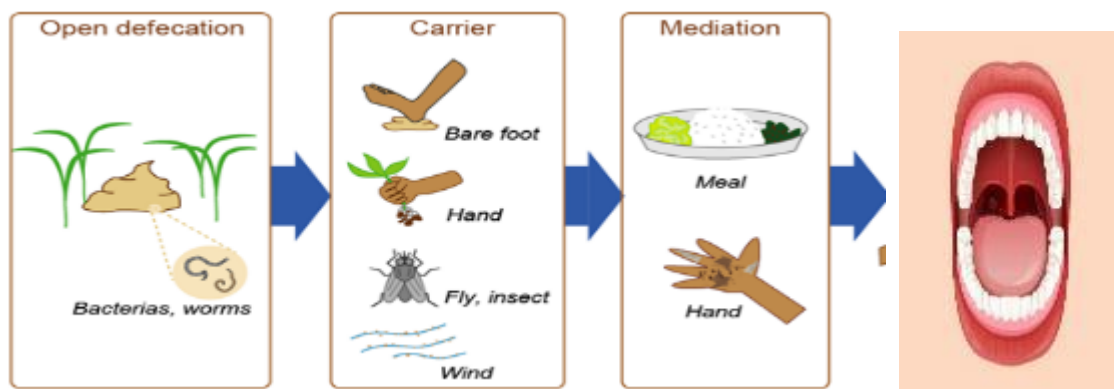 Open defecation
Bacterias, worms
Carrier
Bare foot
Hand
Fly, insect
Wind
Mediation
Meal
Hand